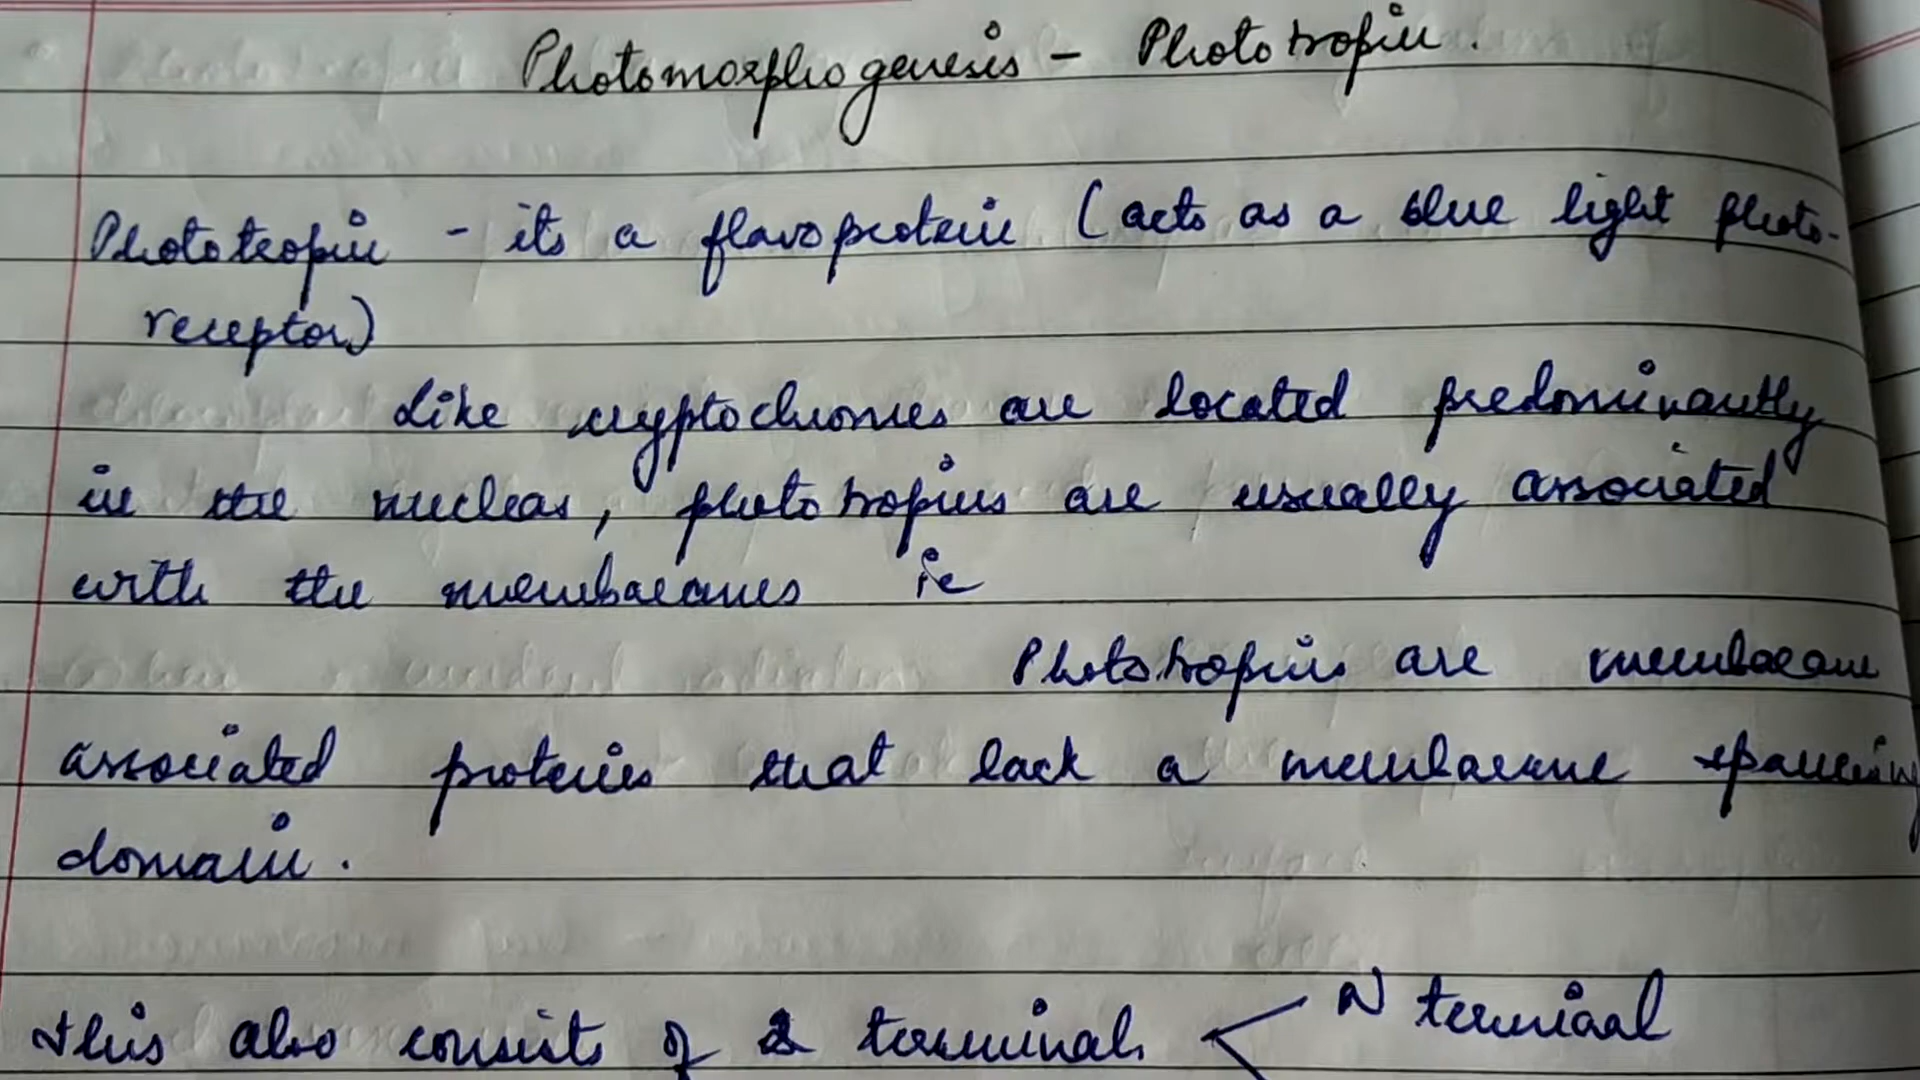 Photomorphogenesis - Phototropin.
Phototropin - its a flavoprotein (acts as a blue light photo-
receptor)
Like cryptochromes are located predominantly
in the nucleas, phototropins are usually associated
with the membranes ie
Phototropins are membrane
associated proteins that lack a membrane spanning
domain.
This also consists of 2 terminals
N terminal